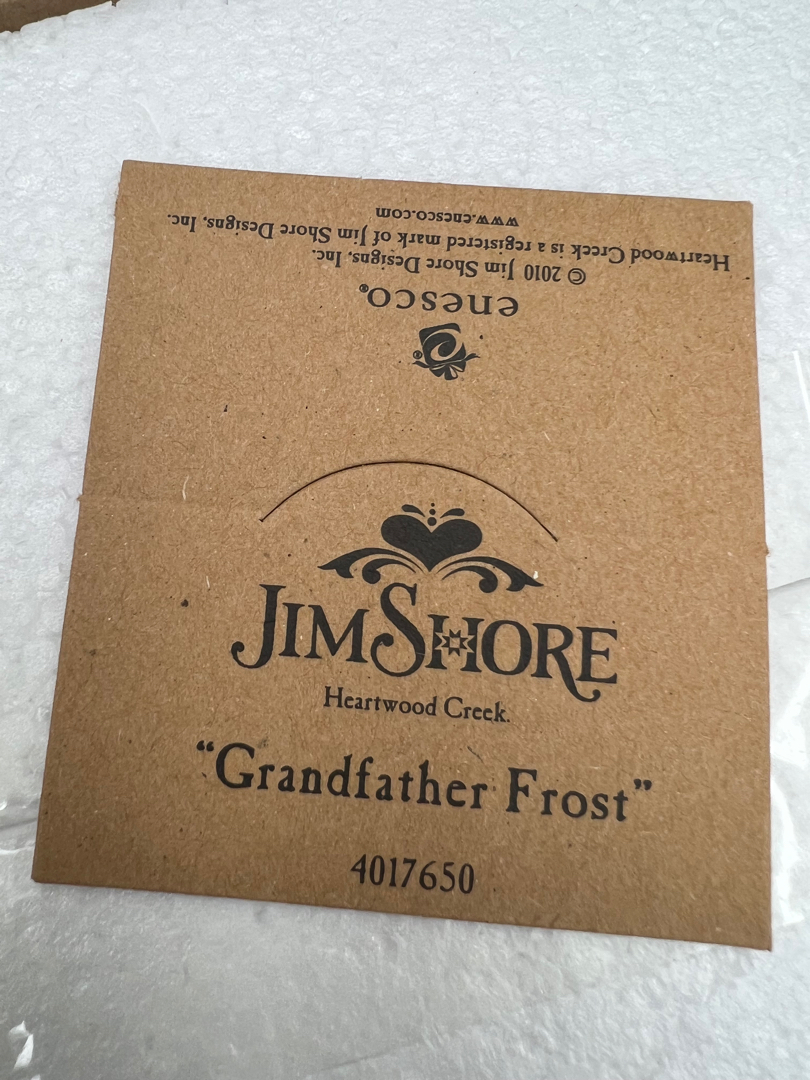 www.enesco.com
Heartwood Creek is a registered mark of Jim Shore Designs, Inc.
© 2010 Jim Shore Designs, Inc.
enesco®
®
JIM SHORE
Heartwood Creek.
“Grandfather Frost”
4017650